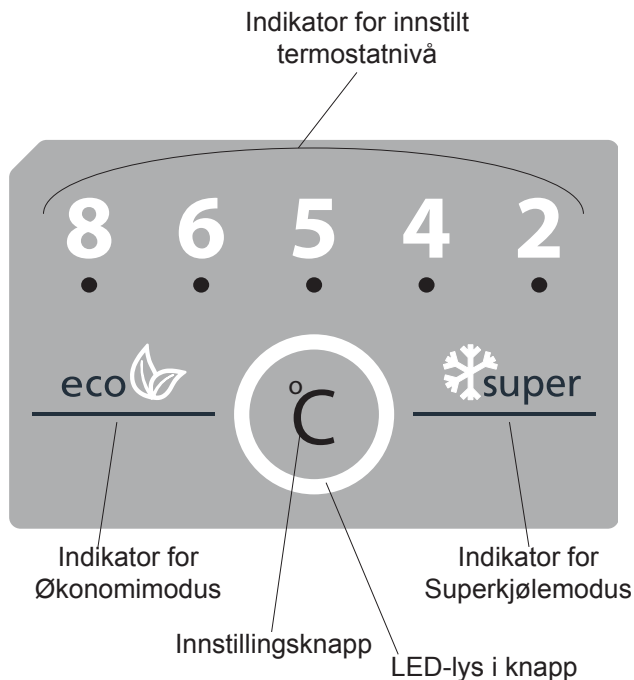 Indikator for innstilt
termostatnivå
8 6 5 4 2
eco
°C
super
Indikator for
Økonomimodus
Indikator for
Superkjølemodus
Innstillingsknapp
LED-lys i knapp